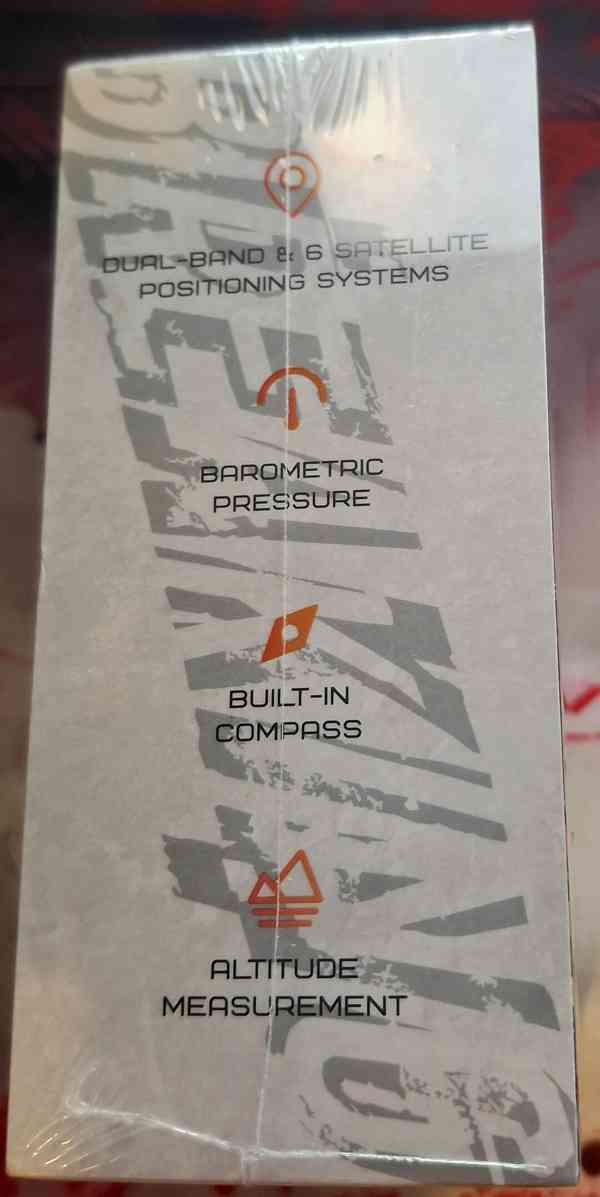 DUAL-BAND & 6 SATELLITE
POSITIONING SYSTEMS
BAROMETRIC
PRESSURE
BUILT-IN
COMPASS
ALTITUDE
MEASUREMENT